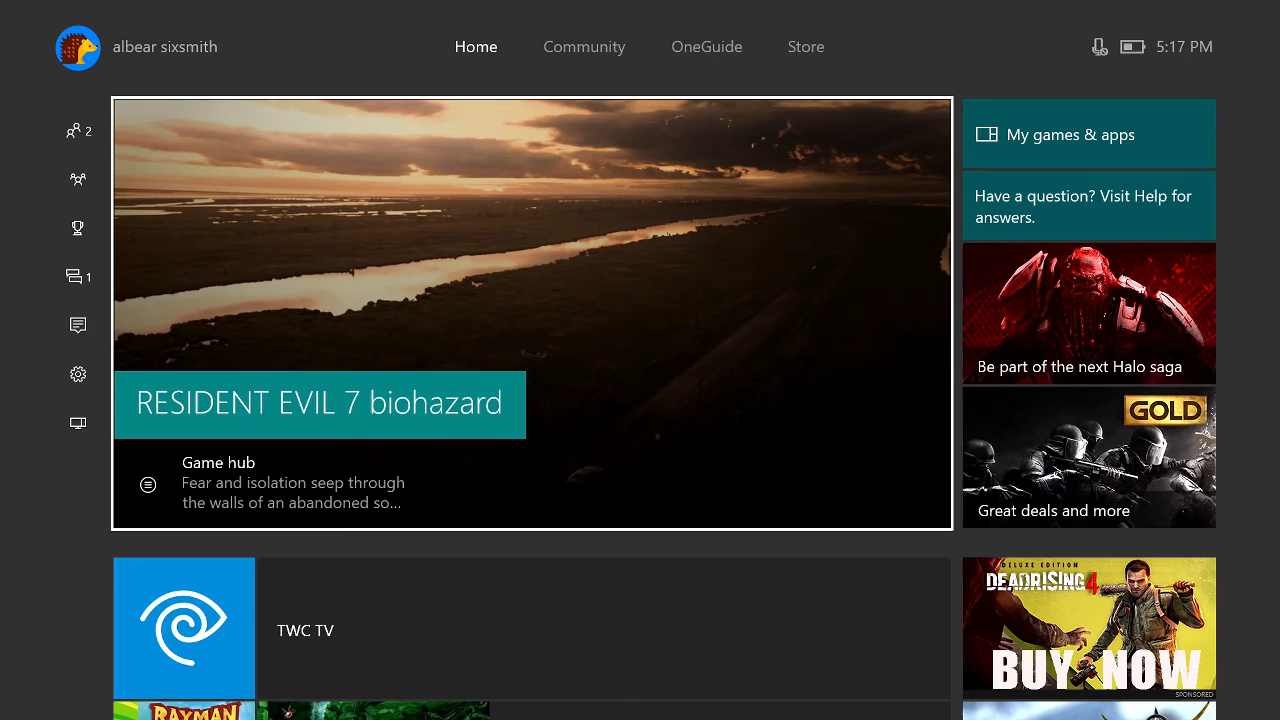 albear sixsmith
Home
Community
OneGuide
Store
5:17 PM
2
1
RESIDENT EVIL 7 biohazard
Game hub
Fear and isolation seep through
the walls of an abandoned so...
My games & apps
Have a question? Visit Help for
answers.
Be part of the next Halo saga
GOLD
Great deals and more
TWC TV
DELUXE EDITION
DEADRISING 4
BUY NOW
SPONSORED
RAYMAN